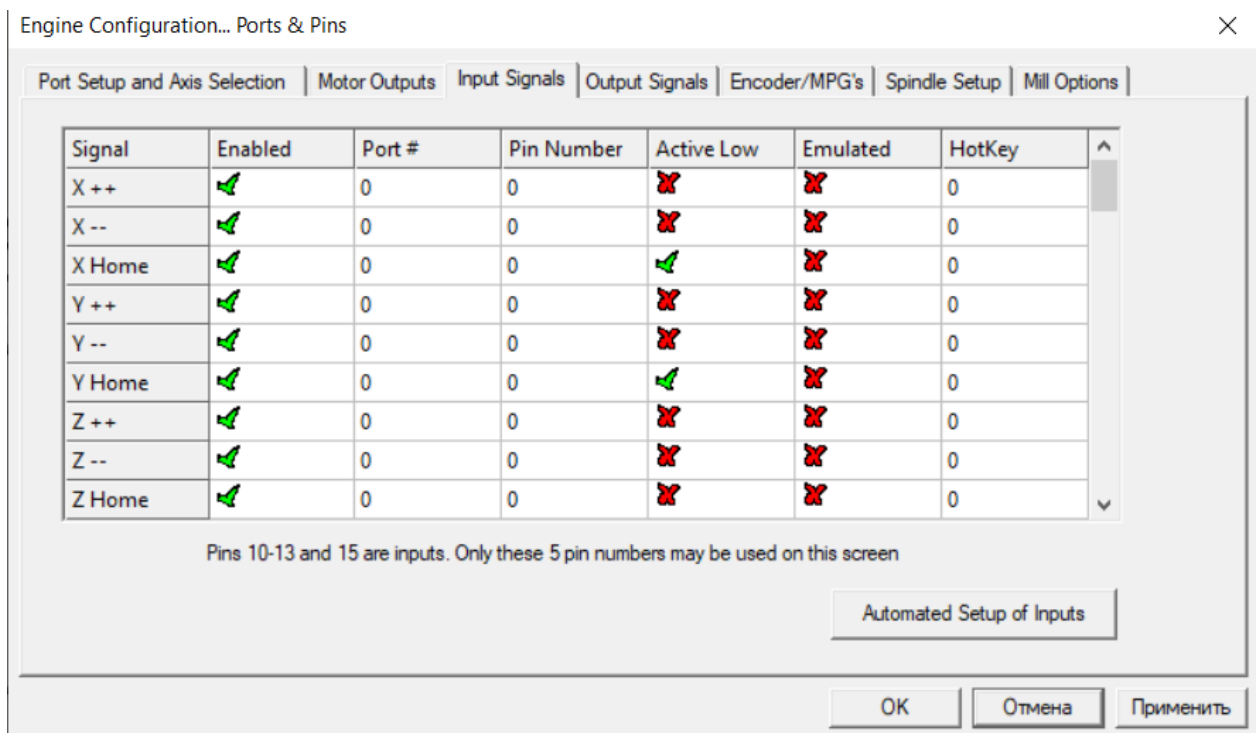 Engine Configuration... Ports & Pins
Port Setup and Axis Selection Motor Outputs Input Signals Output Signals Encoder/MPG's Spindle Setup Mill Options
Signal Enabled Port # Pin Number Active Low Emulated HotKey
X ++ 0 0 0
X -- 0 0 0
X Home 0 0 0
Y ++ 0 0 0
Y -- 0 0 0
Y Home 0 0 0
Z ++ 0 0 0
Z -- 0 0 0
Z Home 0 0 0
Pins 10-13 and 15 are inputs. Only these 5 pin numbers may be used on this screen
Automated Setup of Inputs
OK Отмена Применить